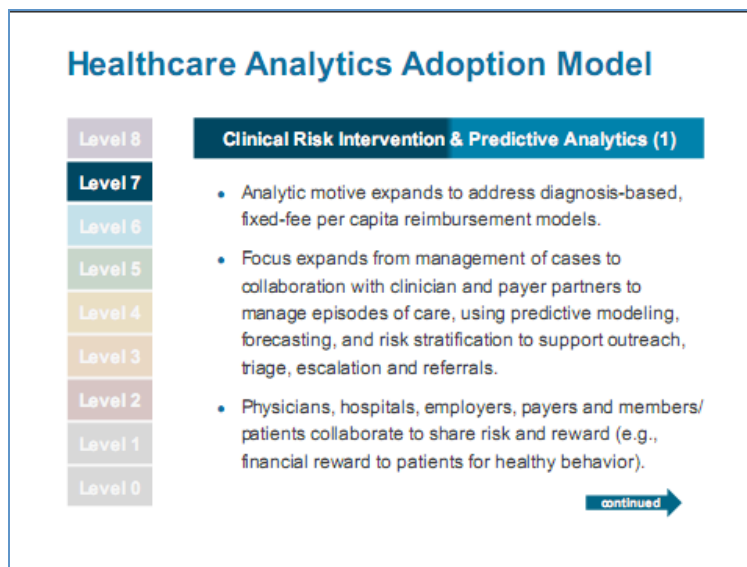 Healthcare Analytics Adoption Model
Level 8
Level 7
Level 6
Level 5
Level 4
Level 3
Level 2
Level 1
Level 0
Clinical Risk Intervention & Predictive Analytics (1)
• Analytic motive expands to address diagnosis-based,
fixed-fee per capita reimbursement models.
• Focus expands from management of cases to
collaboration with clinician and payer partners to
manage episodes of care, using predictive modeling,
forecasting, and risk stratification to support outreach,
triage, escalation and referrals.
• Physicians, hospitals, employers, payers and members/
patients collaborate to share risk and reward (e.g.,
financial reward to patients for healthy behavior).
continued